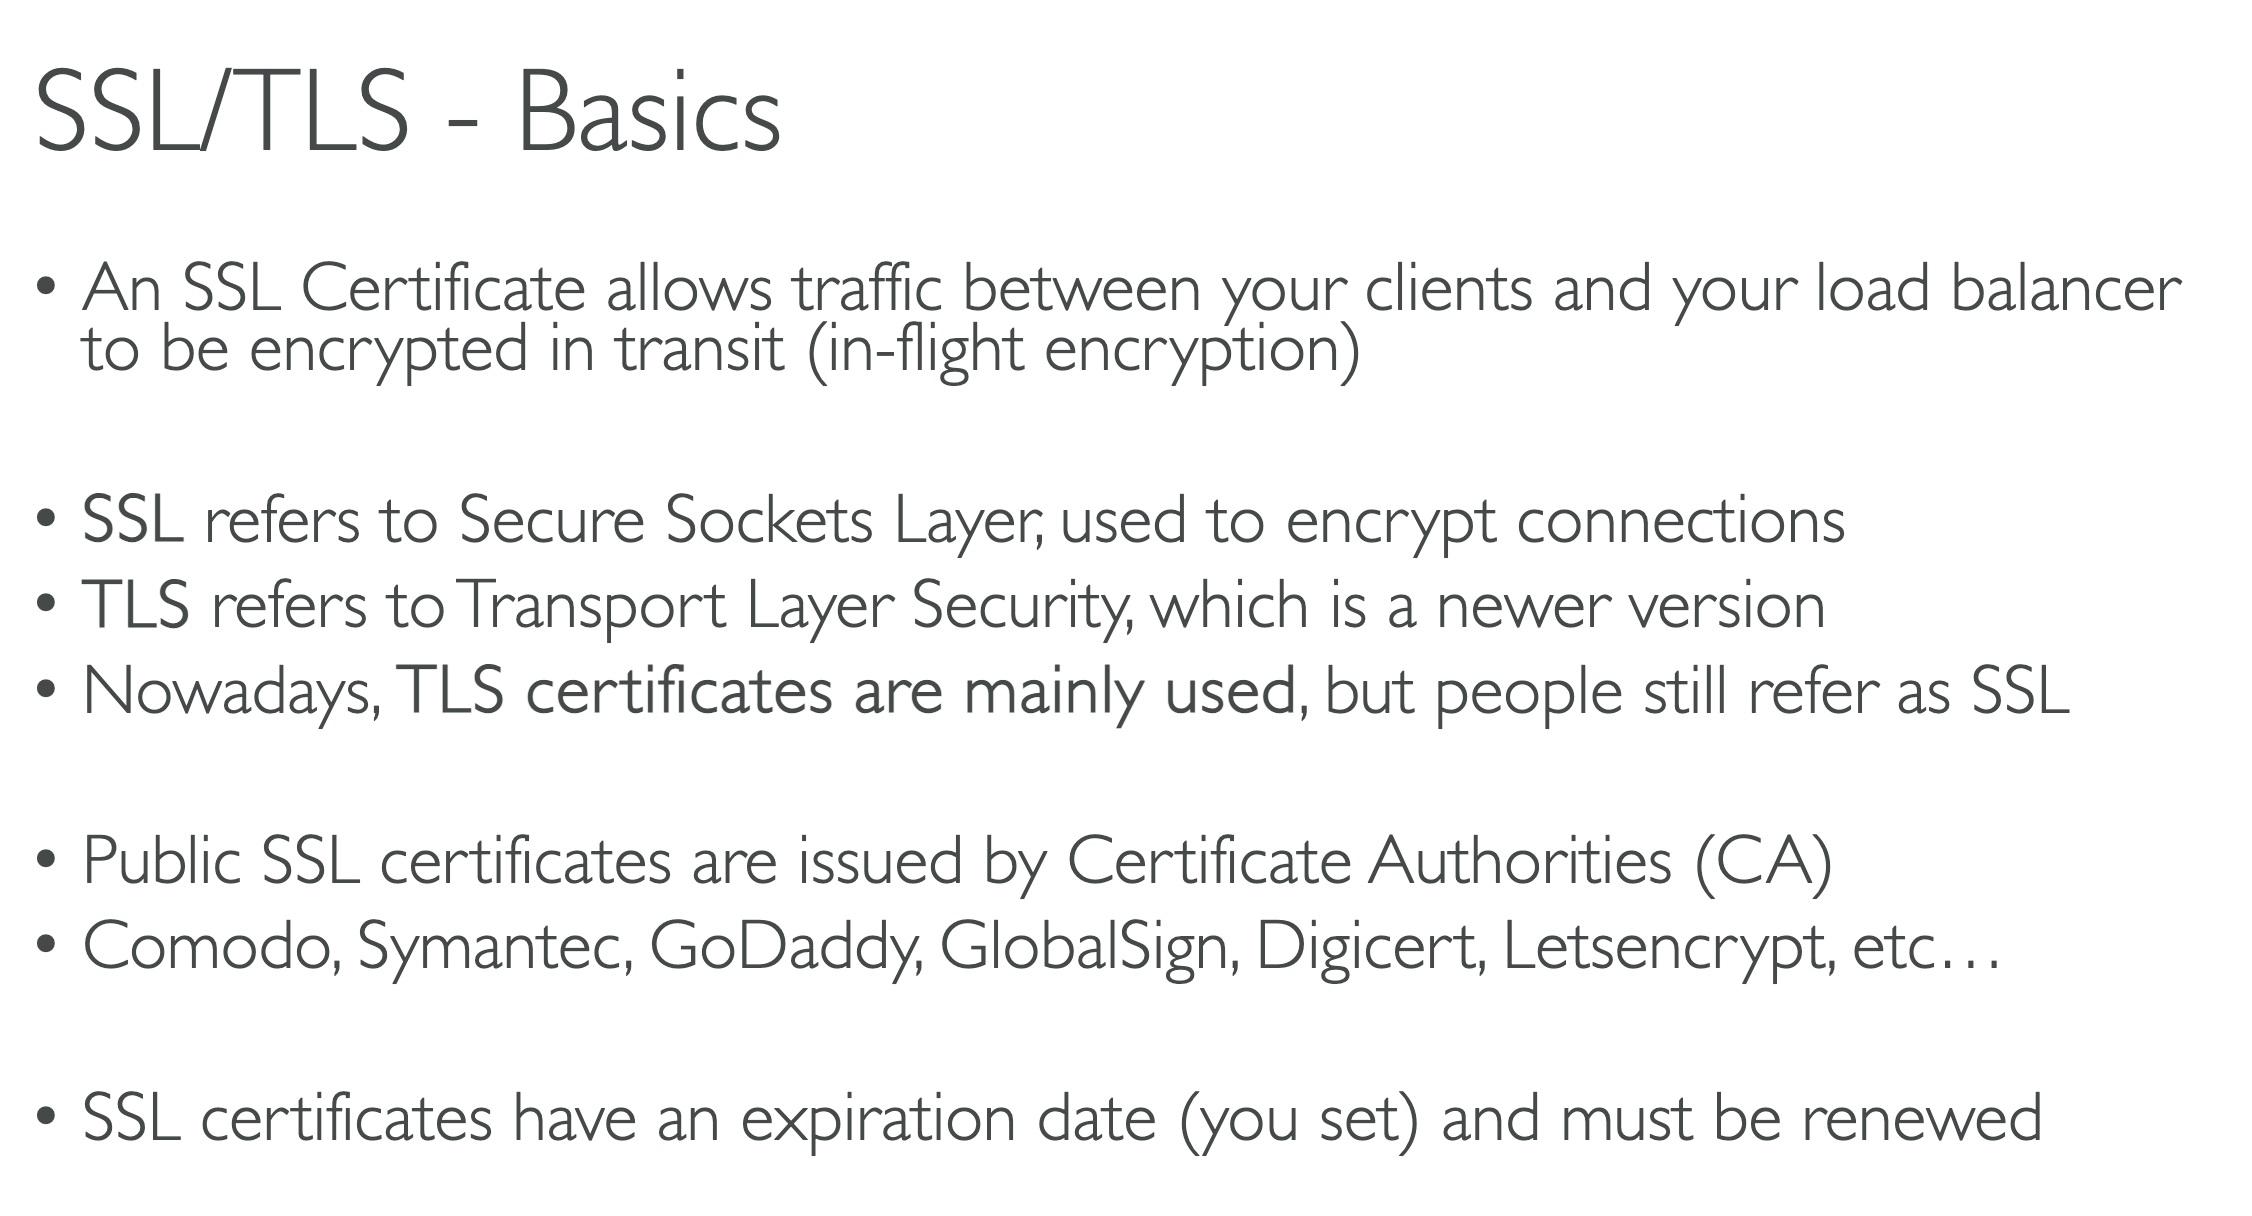 SSL/TLS - Basics
• An SSL Certificate allows traffic between your clients and your load balancer
to be encrypted in transit (in-flight encryption)
• SSL refers to Secure Sockets Layer, used to encrypt connections
• TLS refers to Transport Layer Security, which is a newer version
• Nowadays, TLS certificates are mainly used, but people still refer as SSL
• Public SSL certificates are issued by Certificate Authorities (CA)
• Comodo, Symantec, GoDaddy, GlobalSign, Digicert, Letsencrypt, etc…
• SSL certificates have an expiration date (you set) and must be renewed